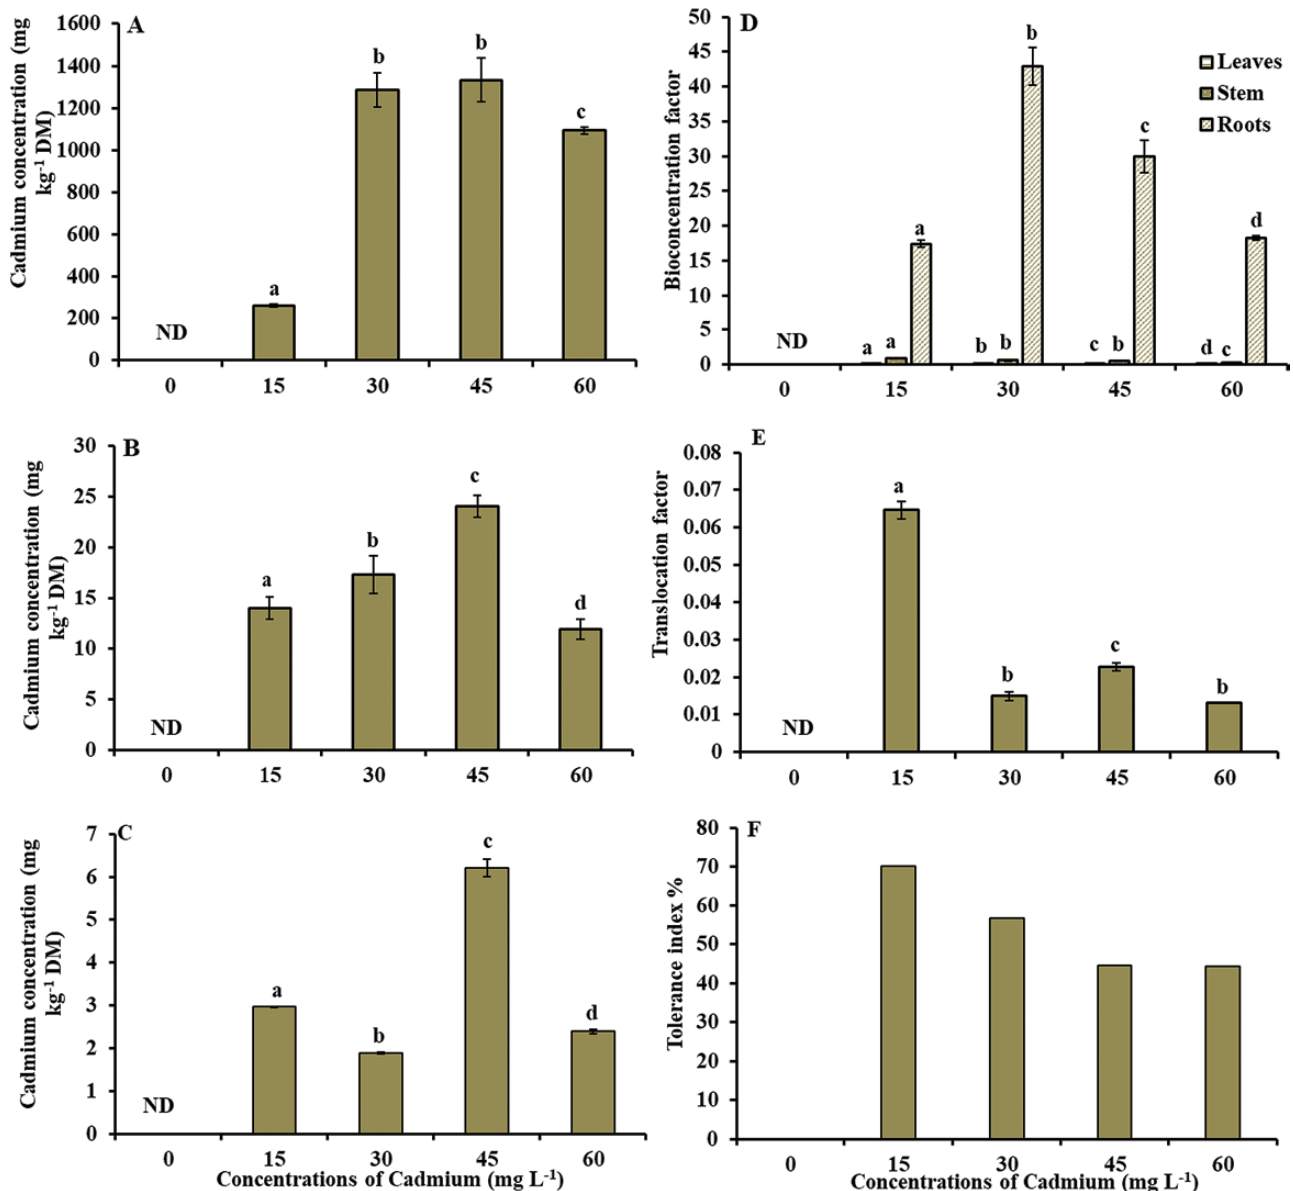 A
Cadmium concentration (mg
kg-1 DM)
1600
1400
1200
1000
800
600
400
200
0
ND
a
b
b
c
0 15 30 45 60
B
Cadmium concentration (mg
kg-1 DM)
30
25
20
15
10
5
0
ND
a
b
c
d
0 15 30 45 60
C
Cadmium concentration (mg
kg-1 DM)
7
6
5
4
3
2
1
0
ND
a
b
c
d
0 15 30 45 60
Concentrations of Cadmium (mg L-1)
D
Bioconcentration factor
50
45
40
35
30
25
20
15
10
5
0
Leaves
Stem
Roots
ND
a a a
b b b
c b c
d c d
0 15 30 45 60
E
Translocation factor
0.08
0.07
0.06
0.05
0.04
0.03
0.02
0.01
0
ND
a
b
c
b
0 15 30 45 60
F
Tolerance index %
80
70
60
50
40
30
20
10
0
0 15 30 45 60
Concentrations of Cadmium (mg L-1)